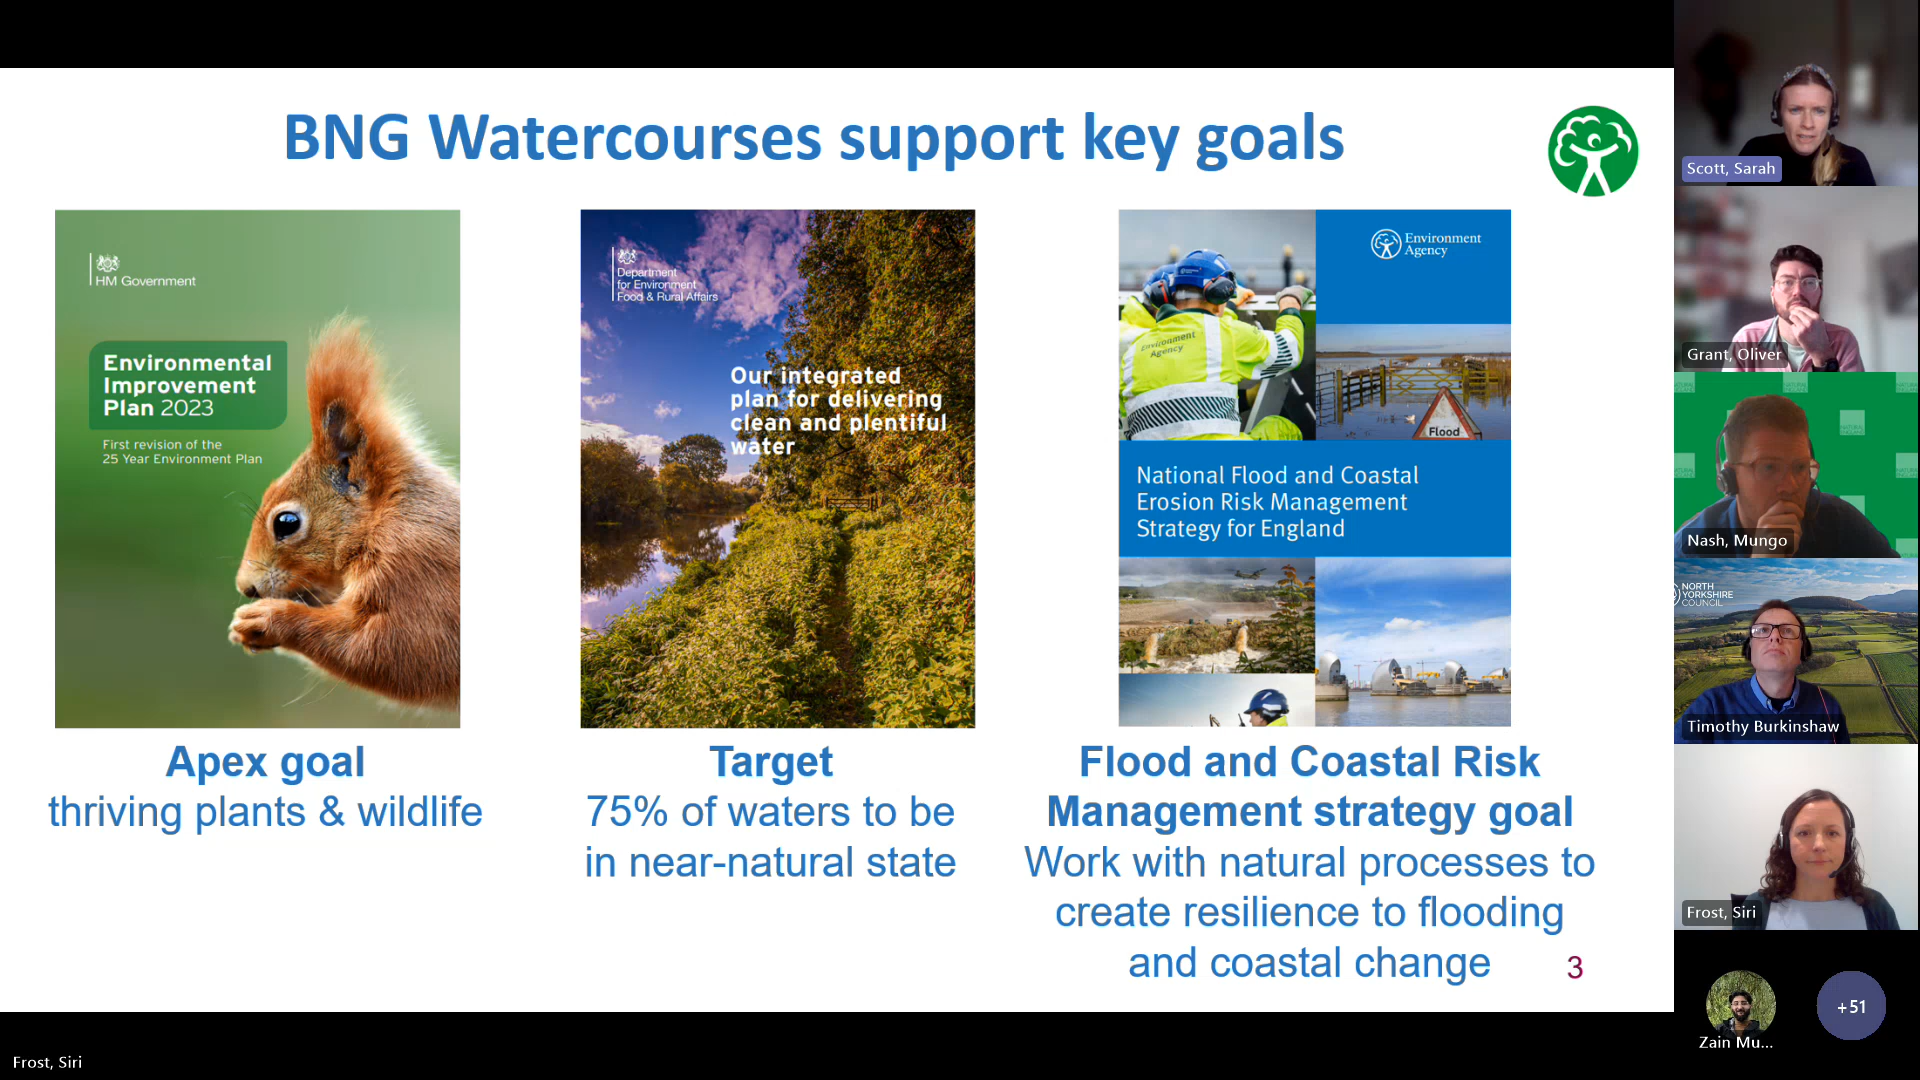 BNG Watercourses support key goals
HM Government
Environmental
Improvement
Plan 2023
First revision of the
25 Year Environment Plan
Apex goal
thriving plants & wildlife
Department
for Environment
Food & Rural Affairs
Our integrated
plan for delivering
clean and plentiful
water
Target
75% of waters to be
in near-natural state
Environment
Agency
Environment
Agency
Flood
National Flood and Coastal
Erosion Risk Management
Strategy for England
Flood and Coastal Risk
Management strategy goal
Work with natural processes to
create resilience to flooding
and coastal change
3
Scott, Sarah
Grant, Oliver
Nash, Mungo
NORTH
YORKSHIRE
COUNCIL
Timothy Burkinshaw
Frost, Siri
Zain Mu...
+51
Frost, Siri